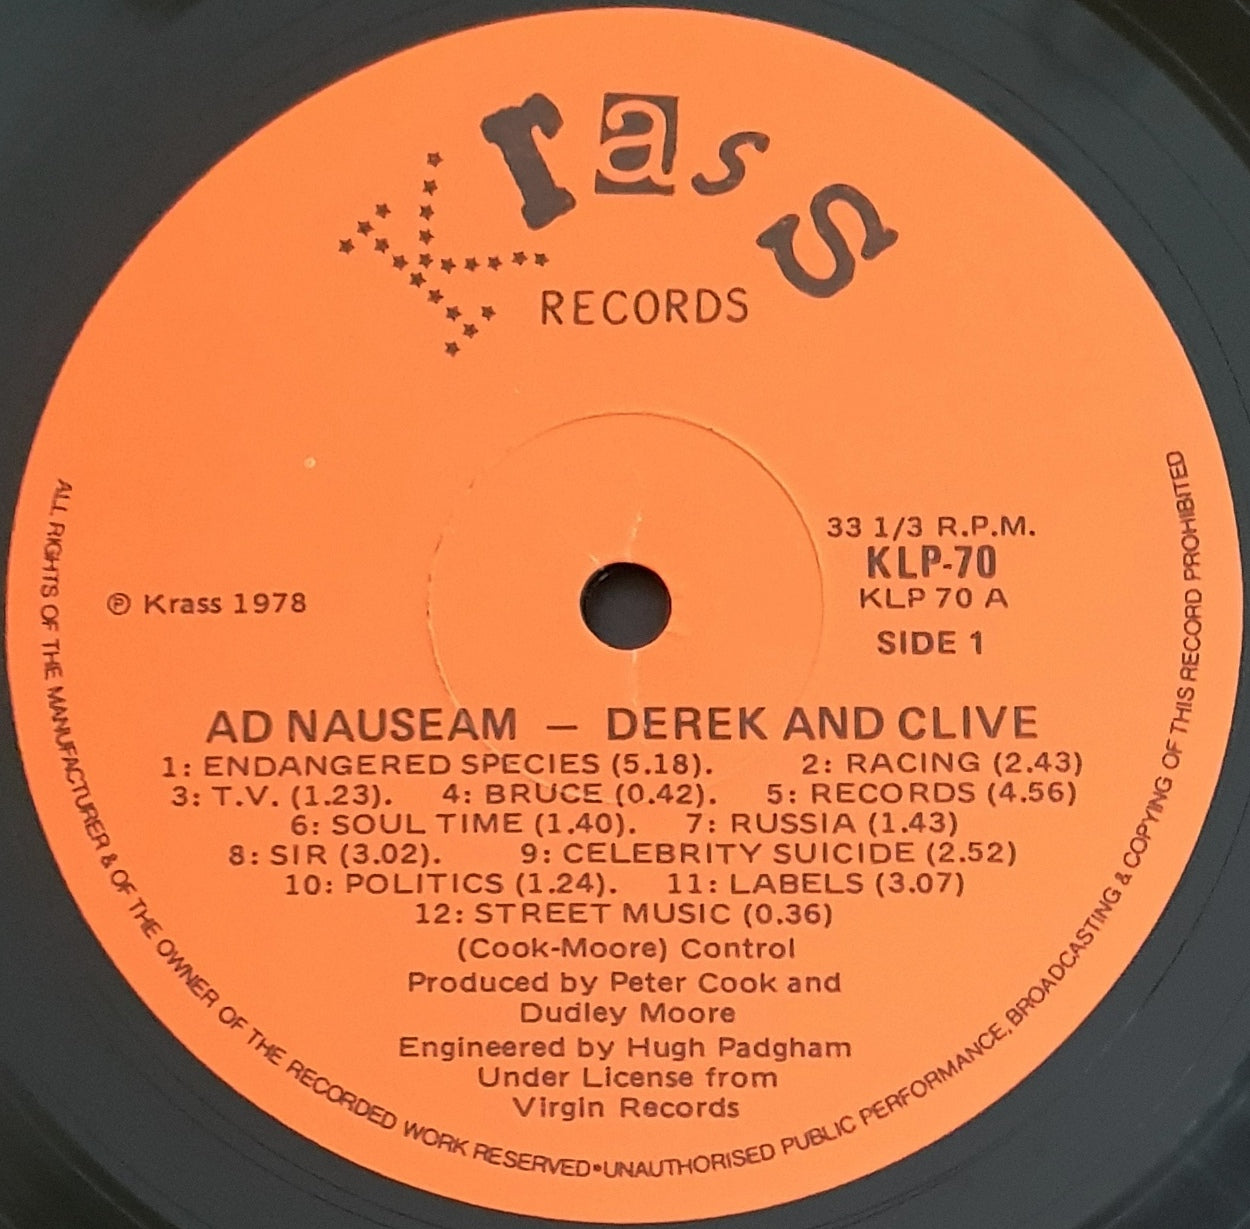 Krass
RECORDS
33 1/3 R.P.M.
KLP-70
KLP 70 A
SIDE 1
℗ Krass 1978
AD NAUSEAM — DEREK AND CLIVE
1: ENDANGERED SPECIES (5.18). 2: RACING (2.43)
3: T.V. (1.23). 4: BRUCE (0.42). 5: RECORDS (4.56)
6: SOUL TIME (1.40). 7: RUSSIA (1.43)
8: SIR (3.02). 9: CELEBRITY SUICIDE (2.52)
10: POLITICS (1.24). 11: LABELS (3.07)
12: STREET MUSIC (0.36)
(Cook-Moore) Control
Produced by Peter Cook and
Dudley Moore
Engineered by Hugh Padgham
Under License from
Virgin Records
ALL RIGHTS OF THE MANUFACTURER & OF THE OWNER OF THE RECORDED WORK RESERVED•UNAUTHORISED PUBLIC PERFORMANCE, BROADCASTING & COPYING OF THIS RECORD PROHIBITED